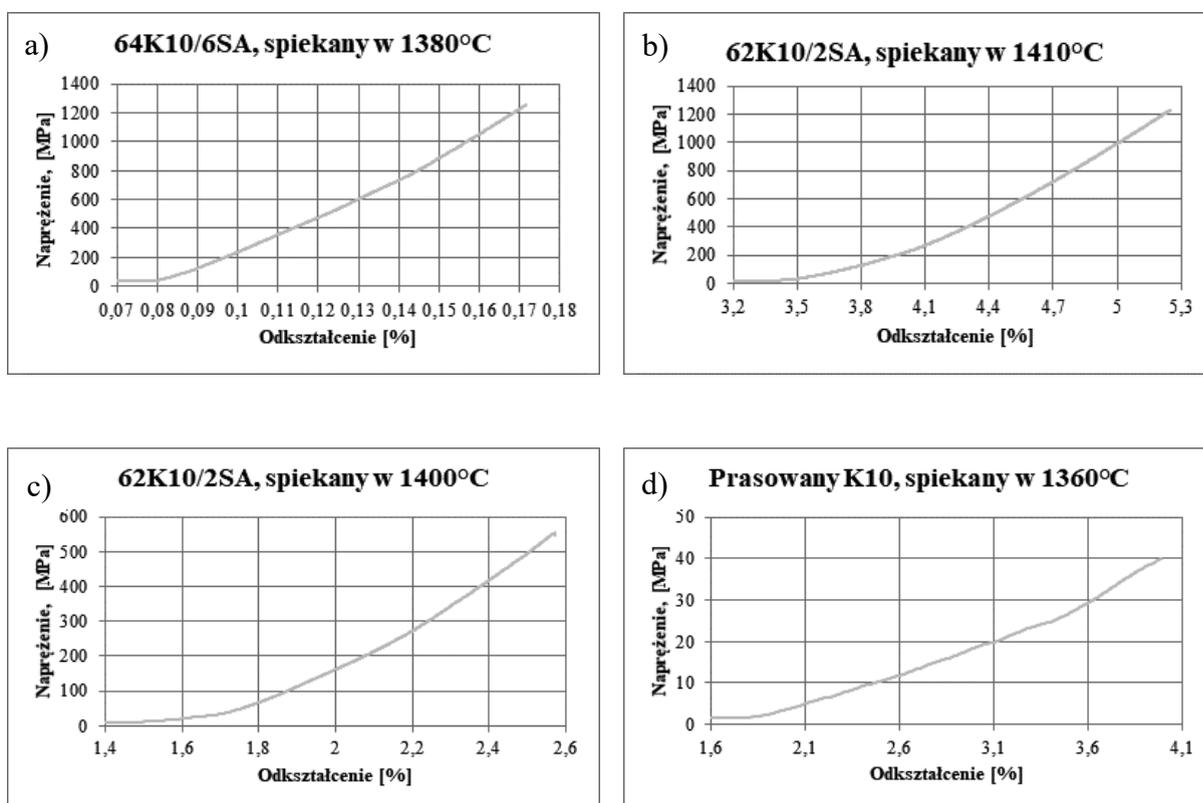 a)
64K10/6SA, spiekany w 1380°C
Naprężenie, [MPa]
1400
1200
1000
800
600
400
200
0
0,07 0,08 0,09 0,1 0,11 0,12 0,13 0,14 0,15 0,16 0,17 0,18
Odkształcenie [%]
b)
62K10/2SA, spiekany w 1410°C
Naprężenie, [MPa]
1400
1200
1000
800
600
400
200
0
3,2 3,5 3,8 4,1 4,4 4,7 5 5,3
Odkształcenie [%]
c)
62K10/2SA, spiekany w 1400°C
Naprężenie, [MPa]
600
500
400
300
200
100
0
1,4 1,6 1,8 2 2,2 2,4 2,6
Odkształcenie [%]
d)
Prasowany K10, spiekany w 1360°C
Naprężenie, [MPa]
50
40
30
20
10
0
1,6 2,1 2,6 3,1 3,6 4,1
Odkształcenie [%]